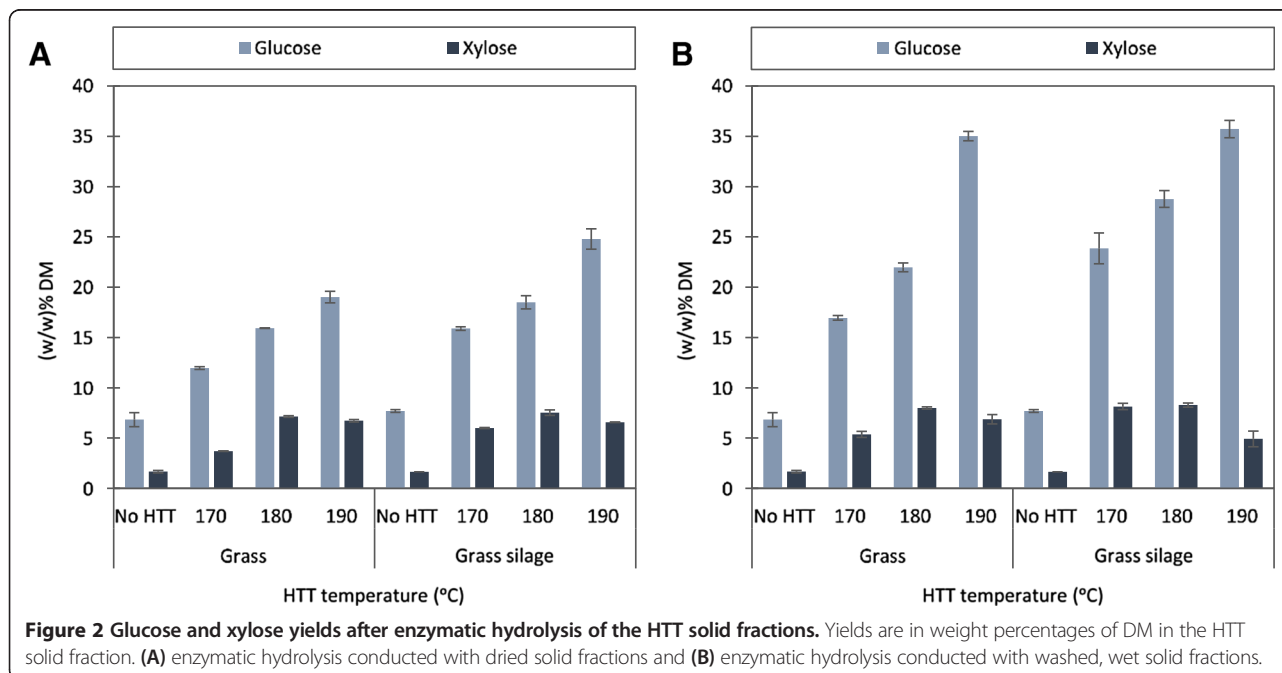 A
Glucose Xylose
40
35
30
25
20
15
10
5
0
(w/w)% DM
No HTT 170 180 190 No HTT 170 180 190
Grass Grass silage
HTT temperature (°C)
B
Glucose Xylose
40
35
30
25
20
15
10
5
0
(w/w)% DM
No HTT 170 180 190 No HTT 170 180 190
Grass Grass silage
HTT temperature (°C)
Figure 2 Glucose and xylose yields after enzymatic hydrolysis of the HTT solid fractions. Yields are in weight percentages of DM in the HTT
solid fraction. (A) enzymatic hydrolysis conducted with dried solid fractions and (B) enzymatic hydrolysis conducted with washed, wet solid fractions.